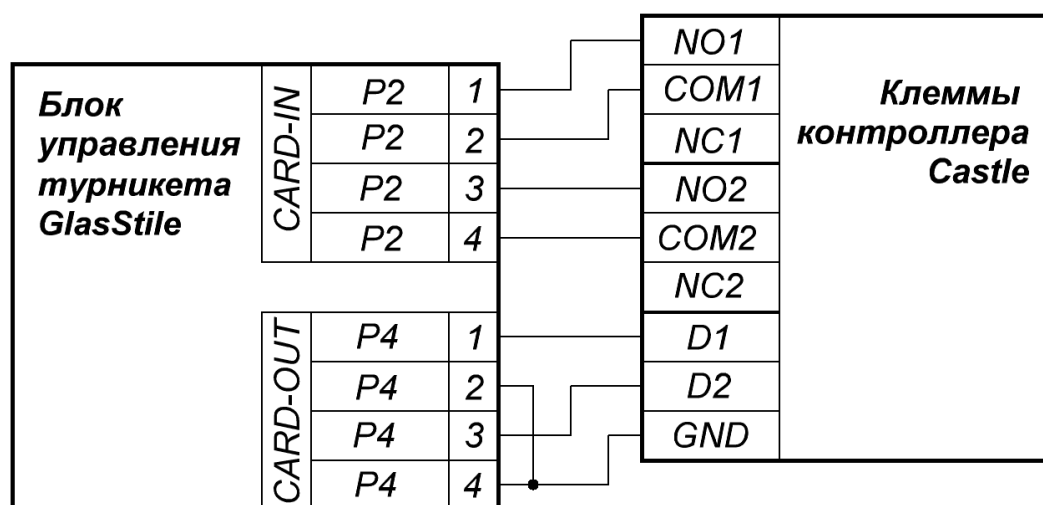 Блок
управления
турникета
GlasStile
CARD-IN
P2 1
P2 2
P2 3
P2 4
CARD-OUT
P4 1
P4 2
P4 3
P4 4
NO1
COM1
NC1
NO2
COM2
NC2
D1
D2
GND
Клеммы
контроллера
Castle